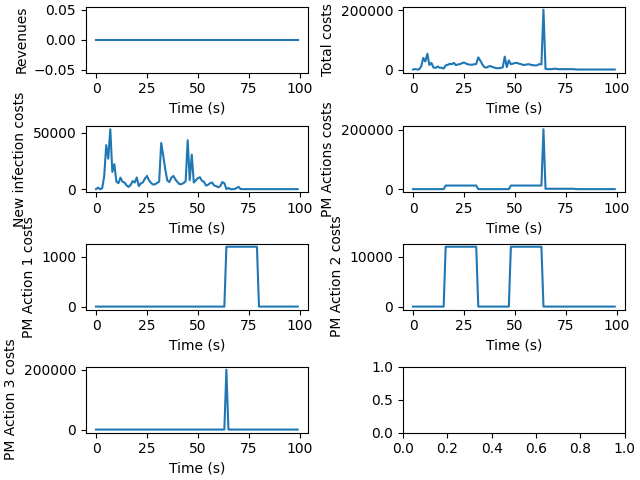 Revenues
0.05
0.00
−0.05
0 25 50 75 100
Time (s)
Total costs
200000
0
0 25 50 75 100
Time (s)
New infection costs
50000
0
0 25 50 75 100
Time (s)
PM Actions costs
200000
0
0 25 50 75 100
Time (s)
PM Action 1 costs
1000
0
0 25 50 75 100
Time (s)
PM Action 2 costs
10000
0
0 25 50 75 100
Time (s)
PM Action 3 costs
200000
0
0 25 50 75 100
Time (s)
1.0
0.5
0.0
0.0 0.2 0.4 0.6 0.8 1.0